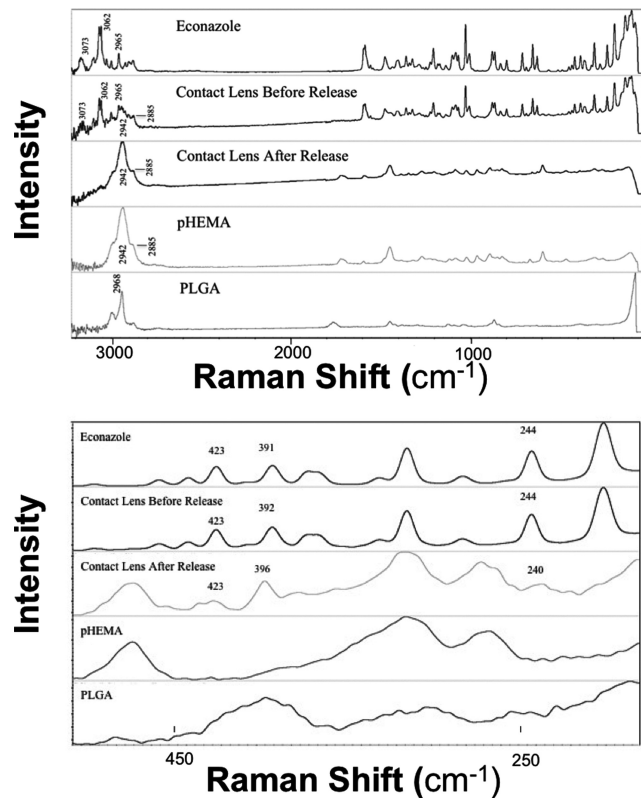 Econazole
3073
3062
2965
Contact Lens Before Release
3073
3062
2965
2942
2885
Contact Lens After Release
2942
2885
pHEMA
2942
2885
PLGA
2968
Intensity
3000
2000
1000
Raman Shift (cm-1)
Econazole
423
391
244
Contact Lens Before Release
423
392
244
Contact Lens After Release
423
396
240
pHEMA
PLGA
Intensity
450
250
Raman Shift (cm-1)